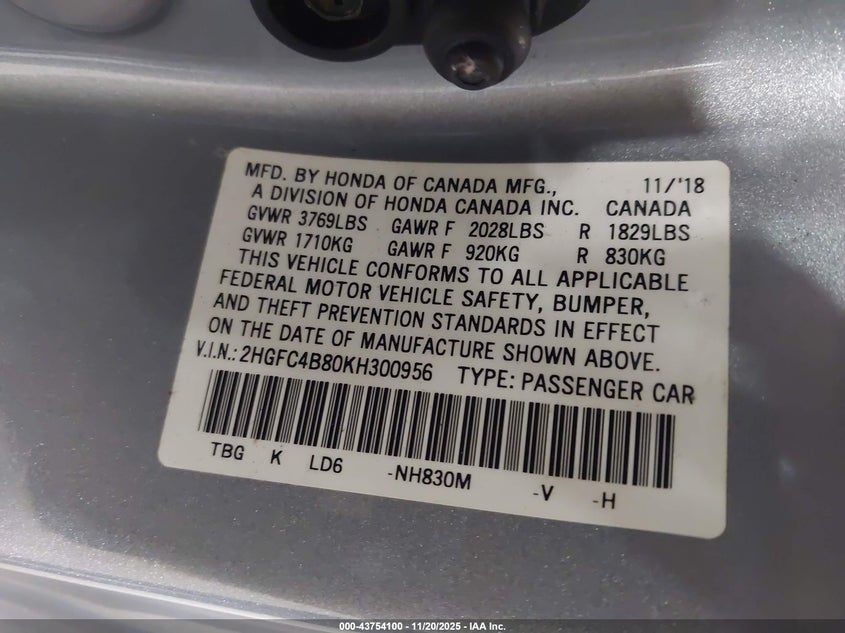 MFD. BY HONDA OF CANADA MFG., 11/'18
A DIVISION OF HONDA CANADA INC. CANADA
GVWR 3769LBS GAWR F 2028LBS R 1829LBS
GVWR 1710KG GAWR F 920KG R 830KG
THIS VEHICLE CONFORMS TO ALL APPLICABLE
FEDERAL MOTOR VEHICLE SAFETY, BUMPER,
AND THEFT PREVENTION STANDARDS IN EFFECT
ON THE DATE OF MANUFACTURE SHOWN ABOVE.
V.I.N.: 2HGFC4B80KH300956 TYPE: PASSENGER CAR
TBG K LD6 -NH830M -V -H
000-43754100 - 11/20/2025 - IAA Inc.